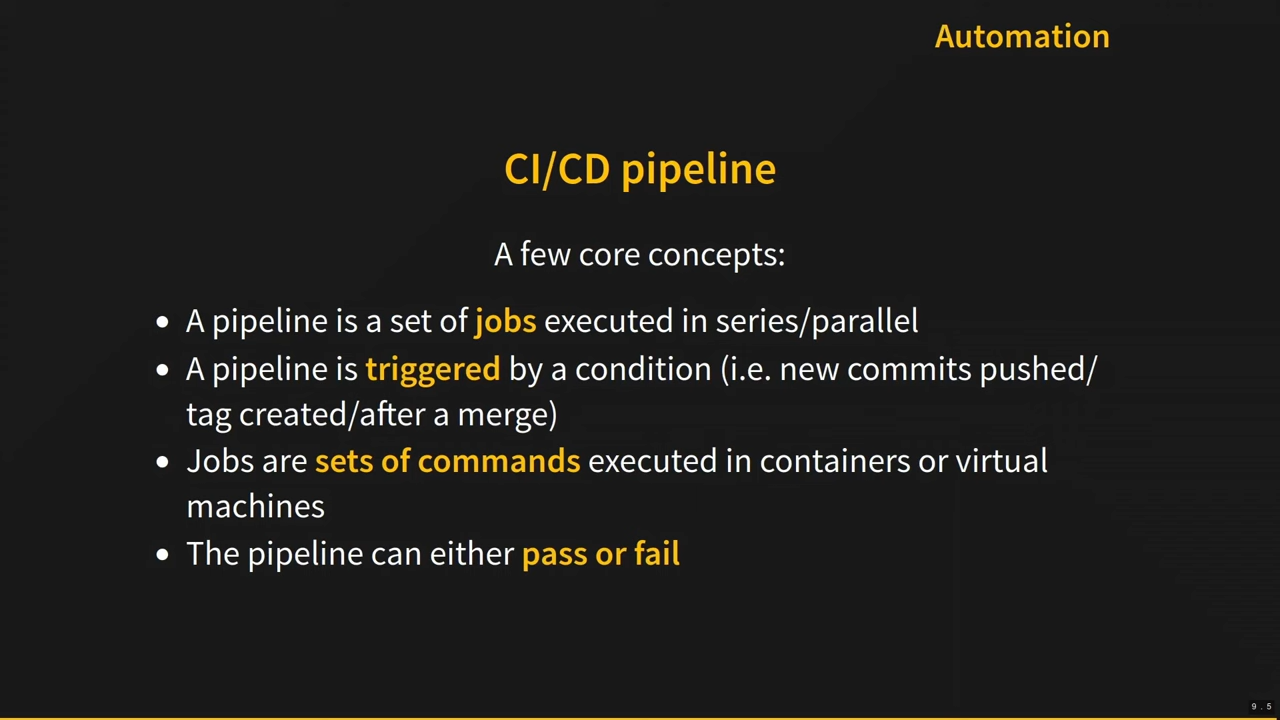 Automation
CI/CD pipeline
A few core concepts:
• A pipeline is a set of jobs executed in series/parallel
• A pipeline is triggered by a condition (i.e. new commits pushed/
tag created/after a merge)
• Jobs are sets of commands executed in containers or virtual
machines
• The pipeline can either pass or fail
9.5